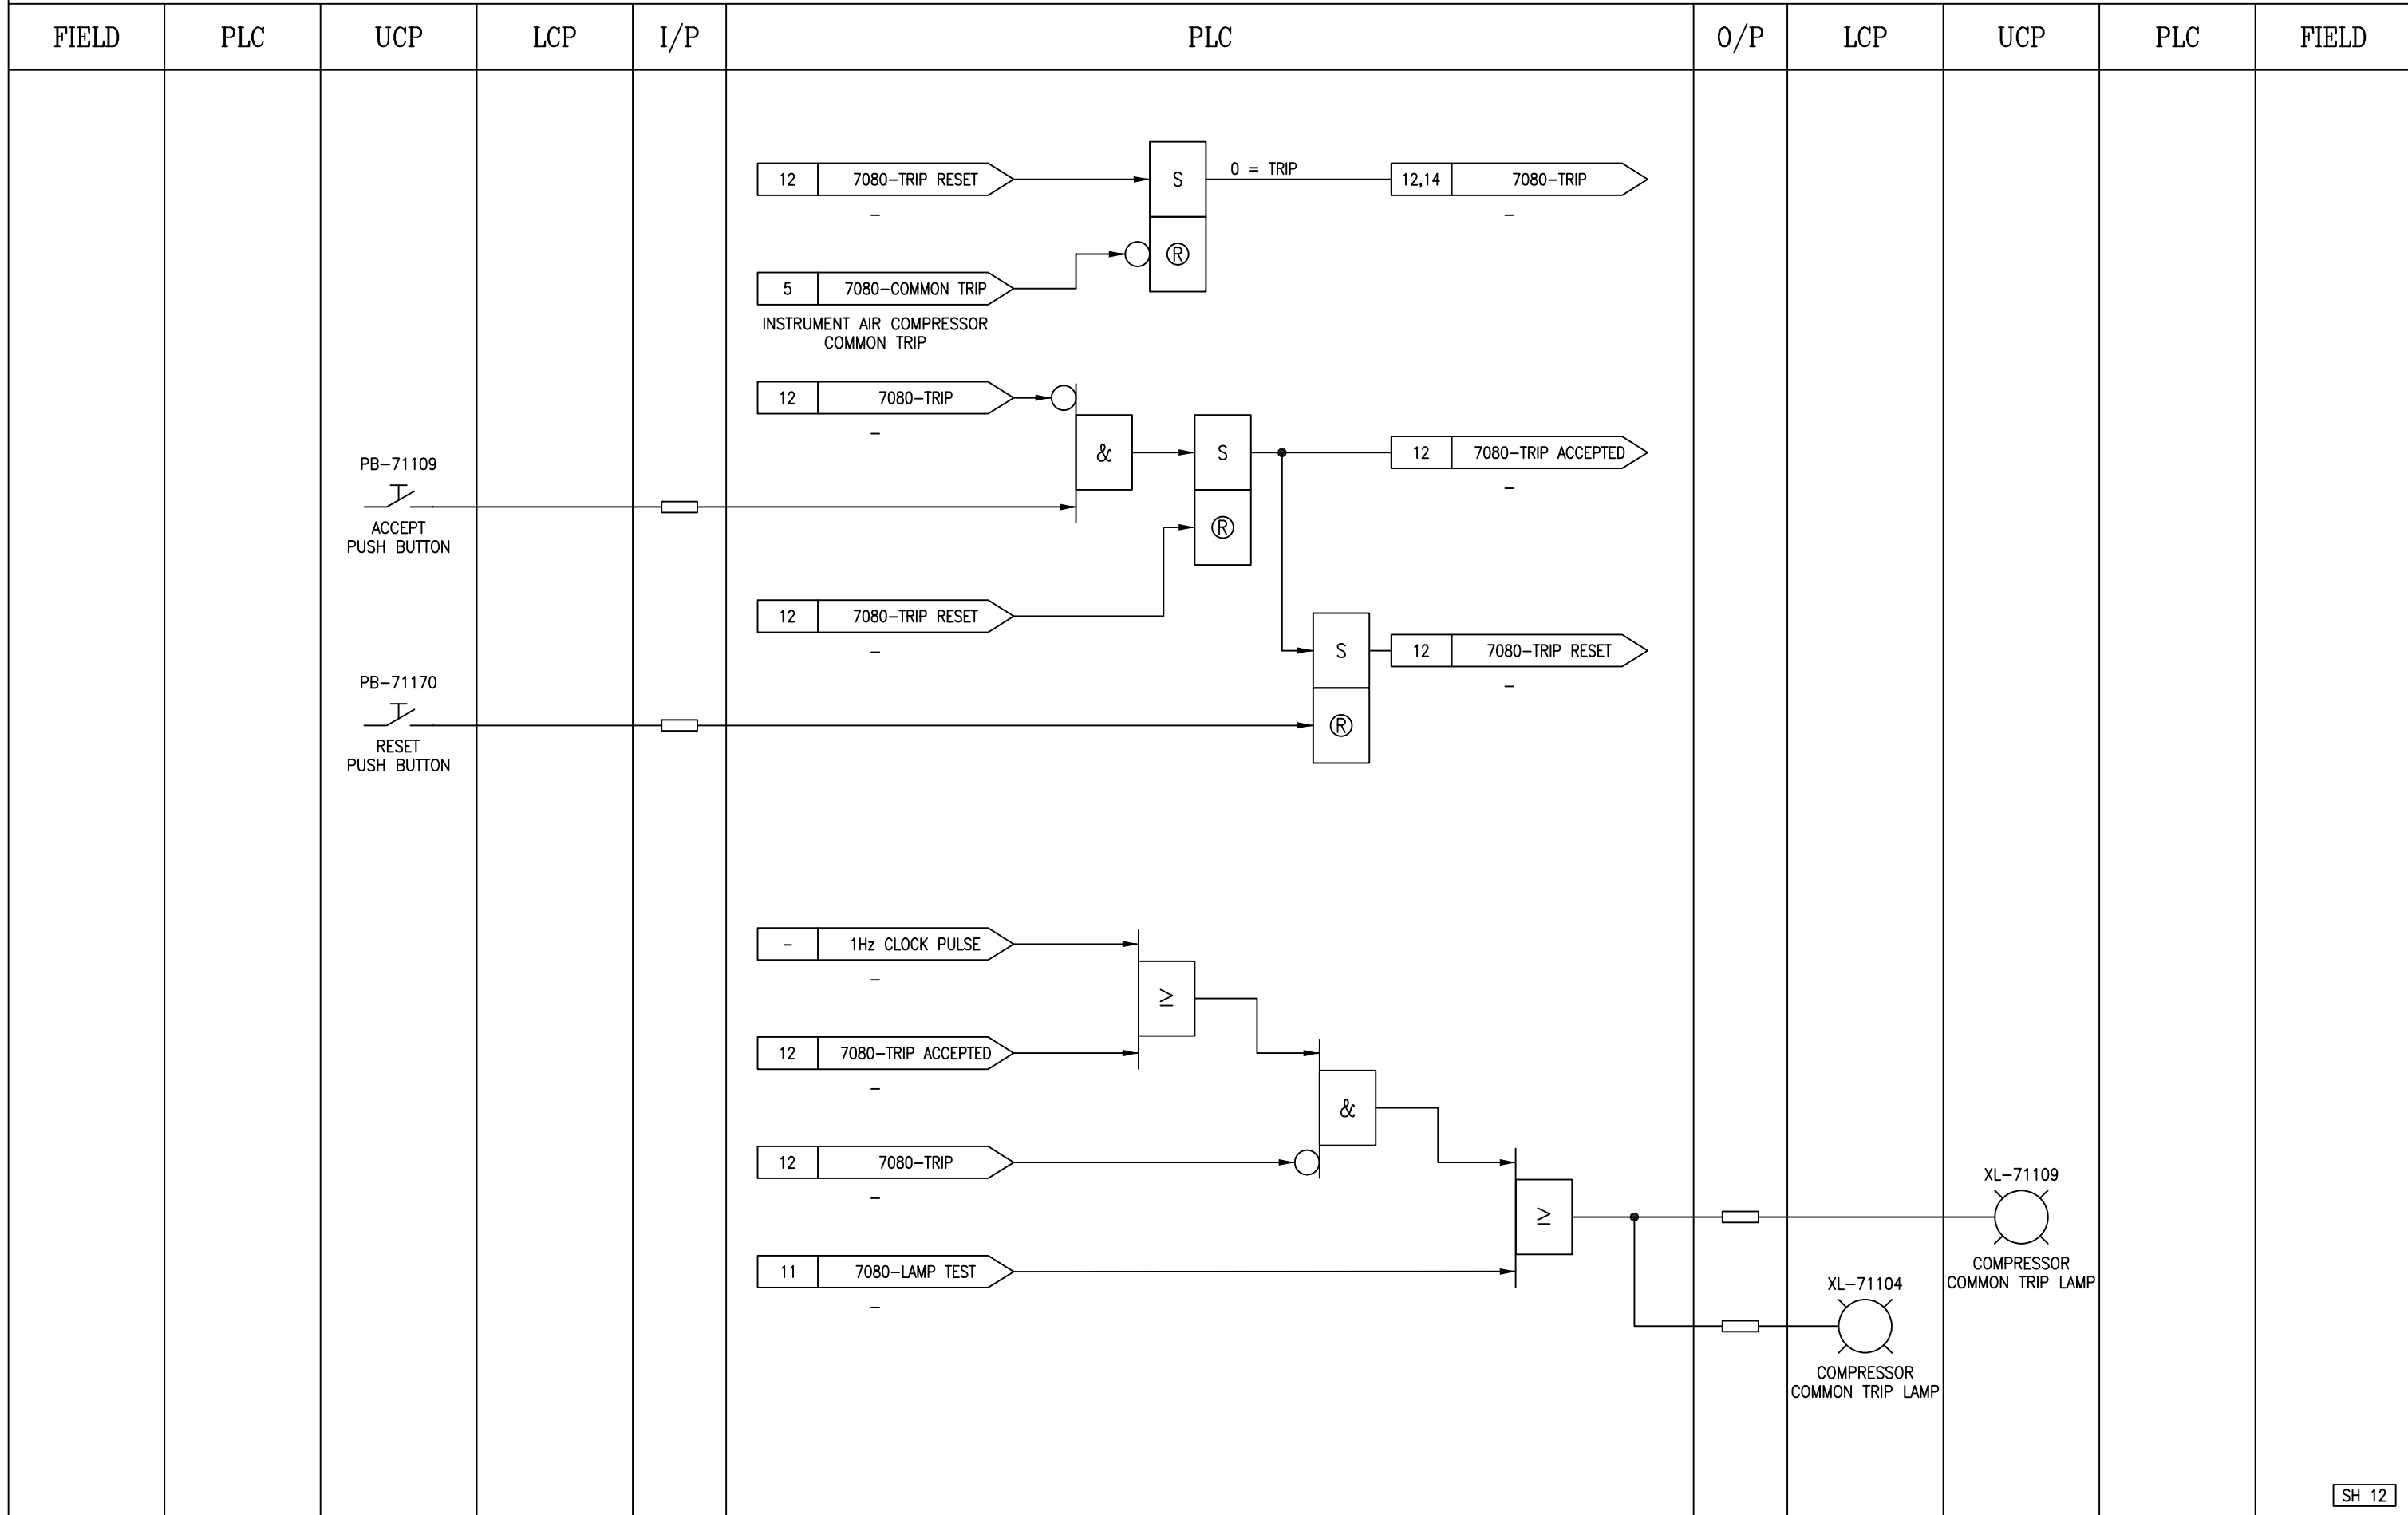 FIELD PLC UCP LCP I/P PLC O/P LCP UCP PLC FIELD
12 7080-TRIP RESET
-
S
Ⓡ
0 = TRIP
12,14 7080-TRIP
-
5 7080-COMMON TRIP
INSTRUMENT AIR COMPRESSOR
COMMON TRIP
12 7080-TRIP
-
&
S
Ⓡ
12 7080-TRIP ACCEPTED
-
PB-71109
ACCEPT
PUSH BUTTON
12 7080-TRIP RESET
-
S
Ⓡ
12 7080-TRIP RESET
-
PB-71170
RESET
PUSH BUTTON
- 1Hz CLOCK PULSE
-
≥
12 7080-TRIP ACCEPTED
-
&
12 7080-TRIP
-
≥
11 7080-LAMP TEST
-
XL-71109
COMPRESSOR
COMMON TRIP LAMP
XL-71104
COMPRESSOR
COMMON TRIP LAMP
SH 12